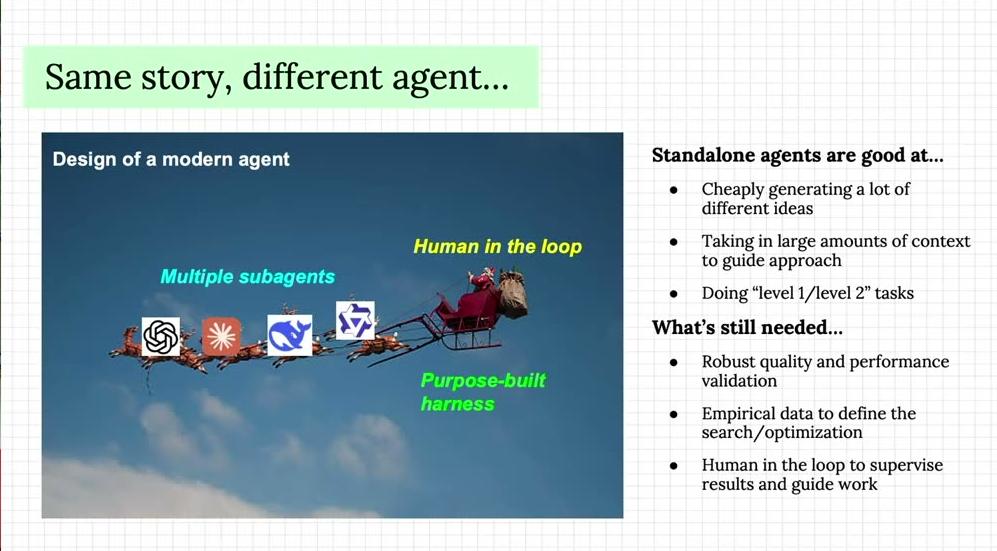 Same story, different agent...
Design of a modern agent
Human in the loop
Multiple subagents
Purpose-built
harness
Standalone agents are good at...
● Cheaply generating a lot of
different ideas
● Taking in large amounts of context
to guide approach
● Doing “level 1/level 2” tasks
What’s still needed...
● Robust quality and performance
validation
● Empirical data to define the
search/optimization
● Human in the loop to supervise
results and guide work